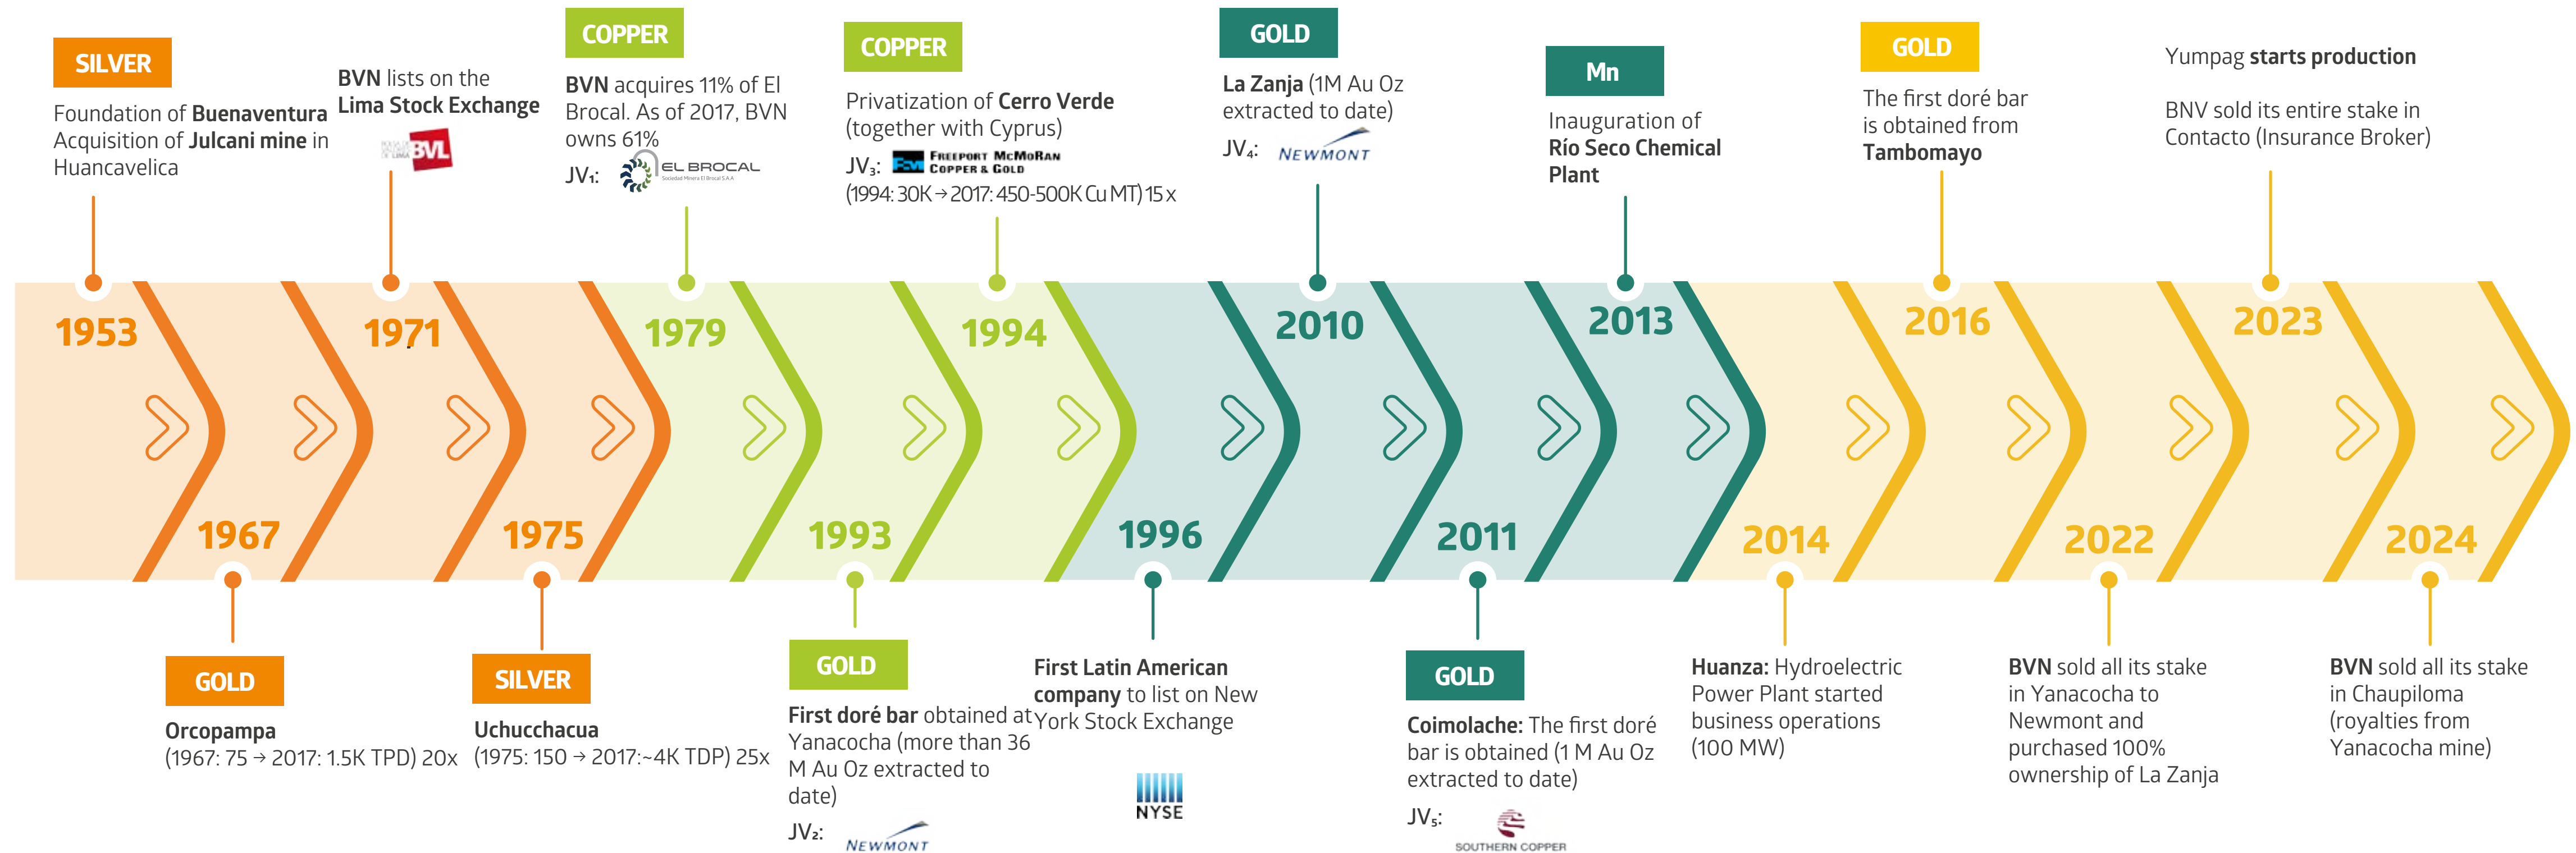 SILVER
Foundation of Buenaventura
Acquisition of Julcani mine in
Huancavelica
1953
GOLD
Orcopampa
(1967: 75 → 2017: 1.5K TPD) 20x
1967
BVN lists on the
Lima Stock Exchange
BVL
1971
SILVER
Uchucchacua
(1975: 150 → 2017:~4K TDP) 25x
1975
COPPER
BVN acquires 11% of El
Brocal. As of 2017, BVN
owns 61%
JV₁:
EL BROCAL
Sociedad Minera El Brocal S.A.A
1979
GOLD
First doré bar obtained at
Yanacocha (more than 36
M Au Oz extracted to
date)
JV₂:
NEWMONT
1993
COPPER
Privatization of Cerro Verde
(together with Cyprus)
JV₃:
FCX
FREEPORT MCMORAN
COPPER & GOLD
(1994: 30K → 2017: 450-500K Cu MT) 15 x
1994
First Latin American
company to list on New
York Stock Exchange
NYSE
1996
GOLD
La Zanja (1M Au Oz
extracted to date)
JV₄:
NEWMONT
2010
GOLD
Coimolache: The first doré
bar is obtained (1 M Au Oz
extracted to date)
JV₅:
SOUTHERN COPPER
2011
Mn
Inauguration of
Río Seco Chemical
Plant
2013
Huanza: Hydroelectric
Power Plant started
business operations
(100 MW)
2014
GOLD
The first doré bar
is obtained from
Tambomayo
2016
BVN sold all its stake
in Yanacocha to
Newmont and
purchased 100%
ownership of La Zanja
2022
Yumpag starts production
BNV sold its entire stake in
Contacto (Insurance Broker)
2023
BVN sold all its stake
in Chaupiloma
(royalties from
Yanacocha mine)
2024